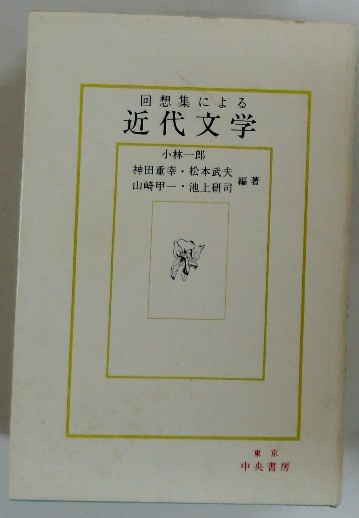 回想集による
近代文学
小林一郎
神田重幸・松本武夫
山崎甲一・池上研司
編著
東京
中央書房